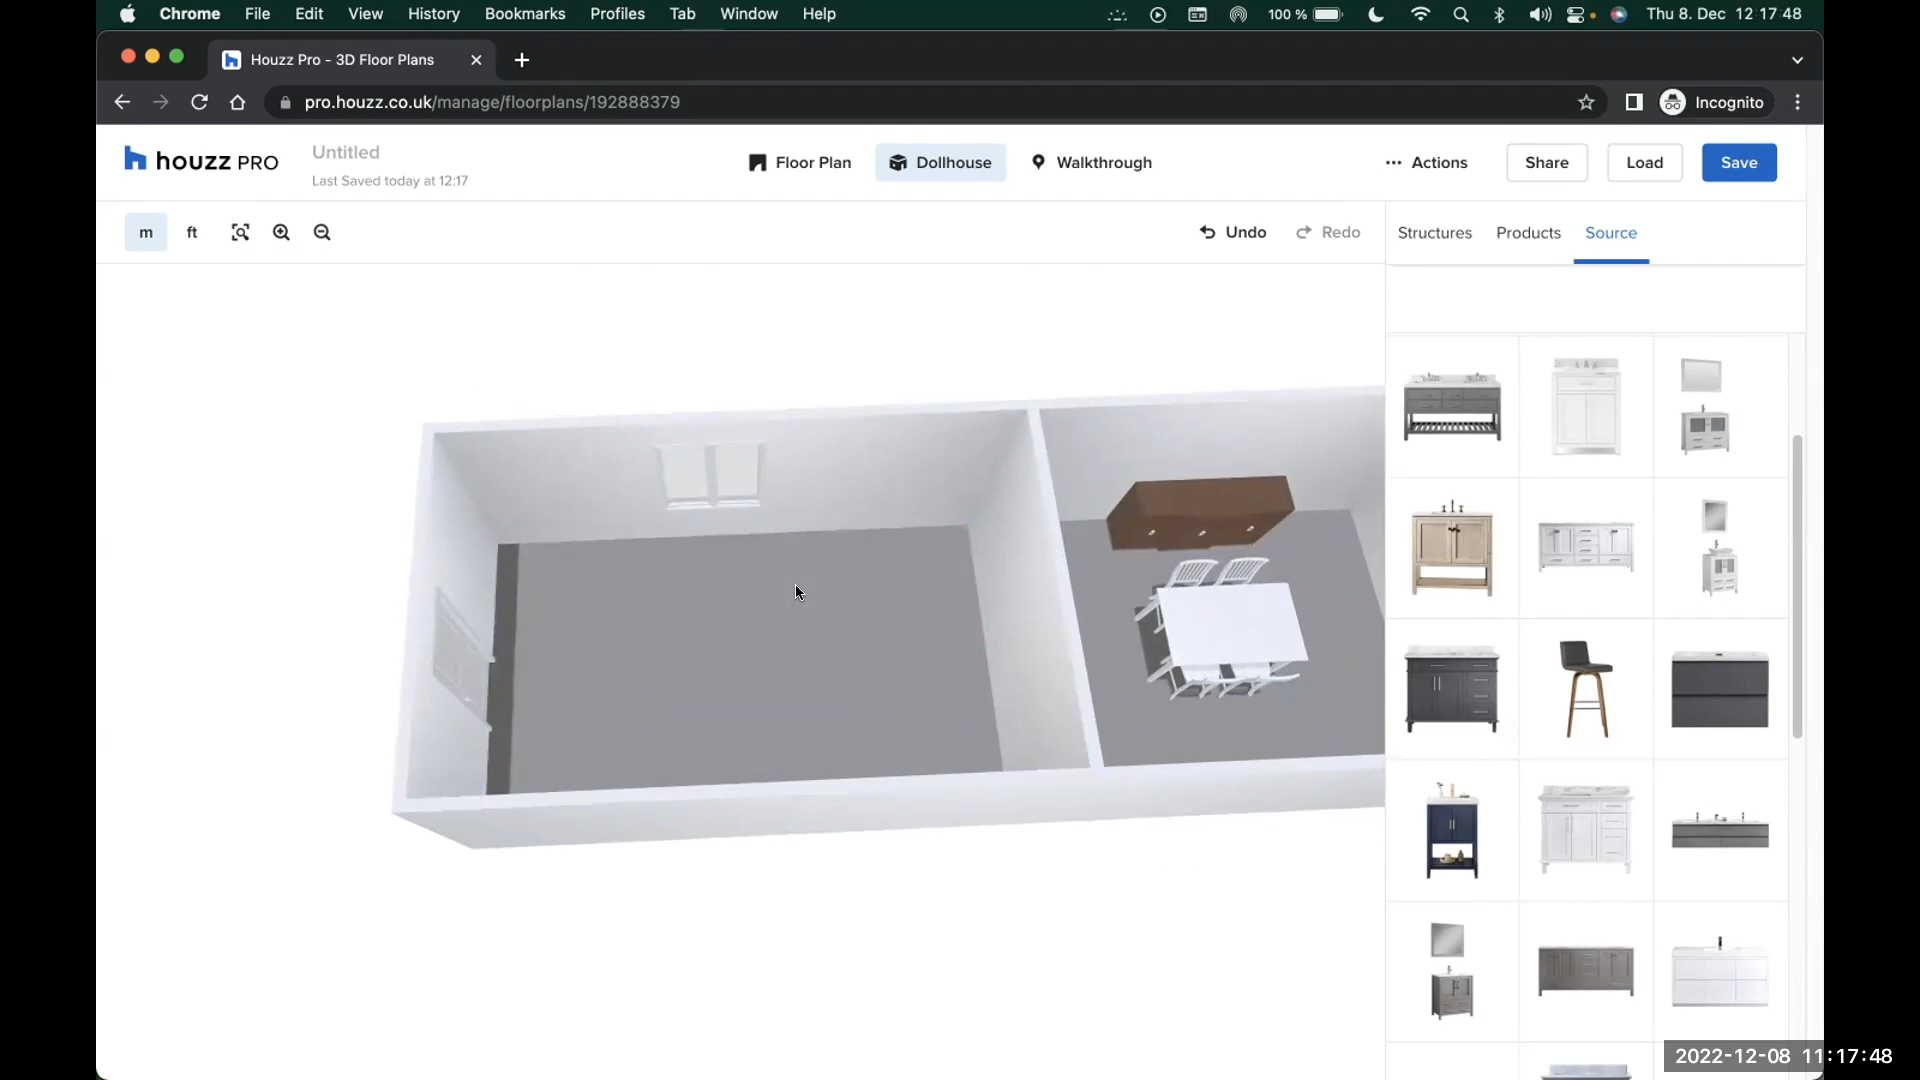 Chrome File Edit View History Bookmarks Profiles Tab Window Help 100 % Thu 8. Dec 12 17 48
Houzz Pro - 3D Floor Plans
pro.houzz.co.uk/manage/floorplans/192888379 Incognito
houzz PRO Untitled Floor Plan Dollhouse Walkthrough Actions Share Load Save
Last Saved today at 12:17
m ft Undo Redo Structures Products Source
2022-12-08 11:17:48